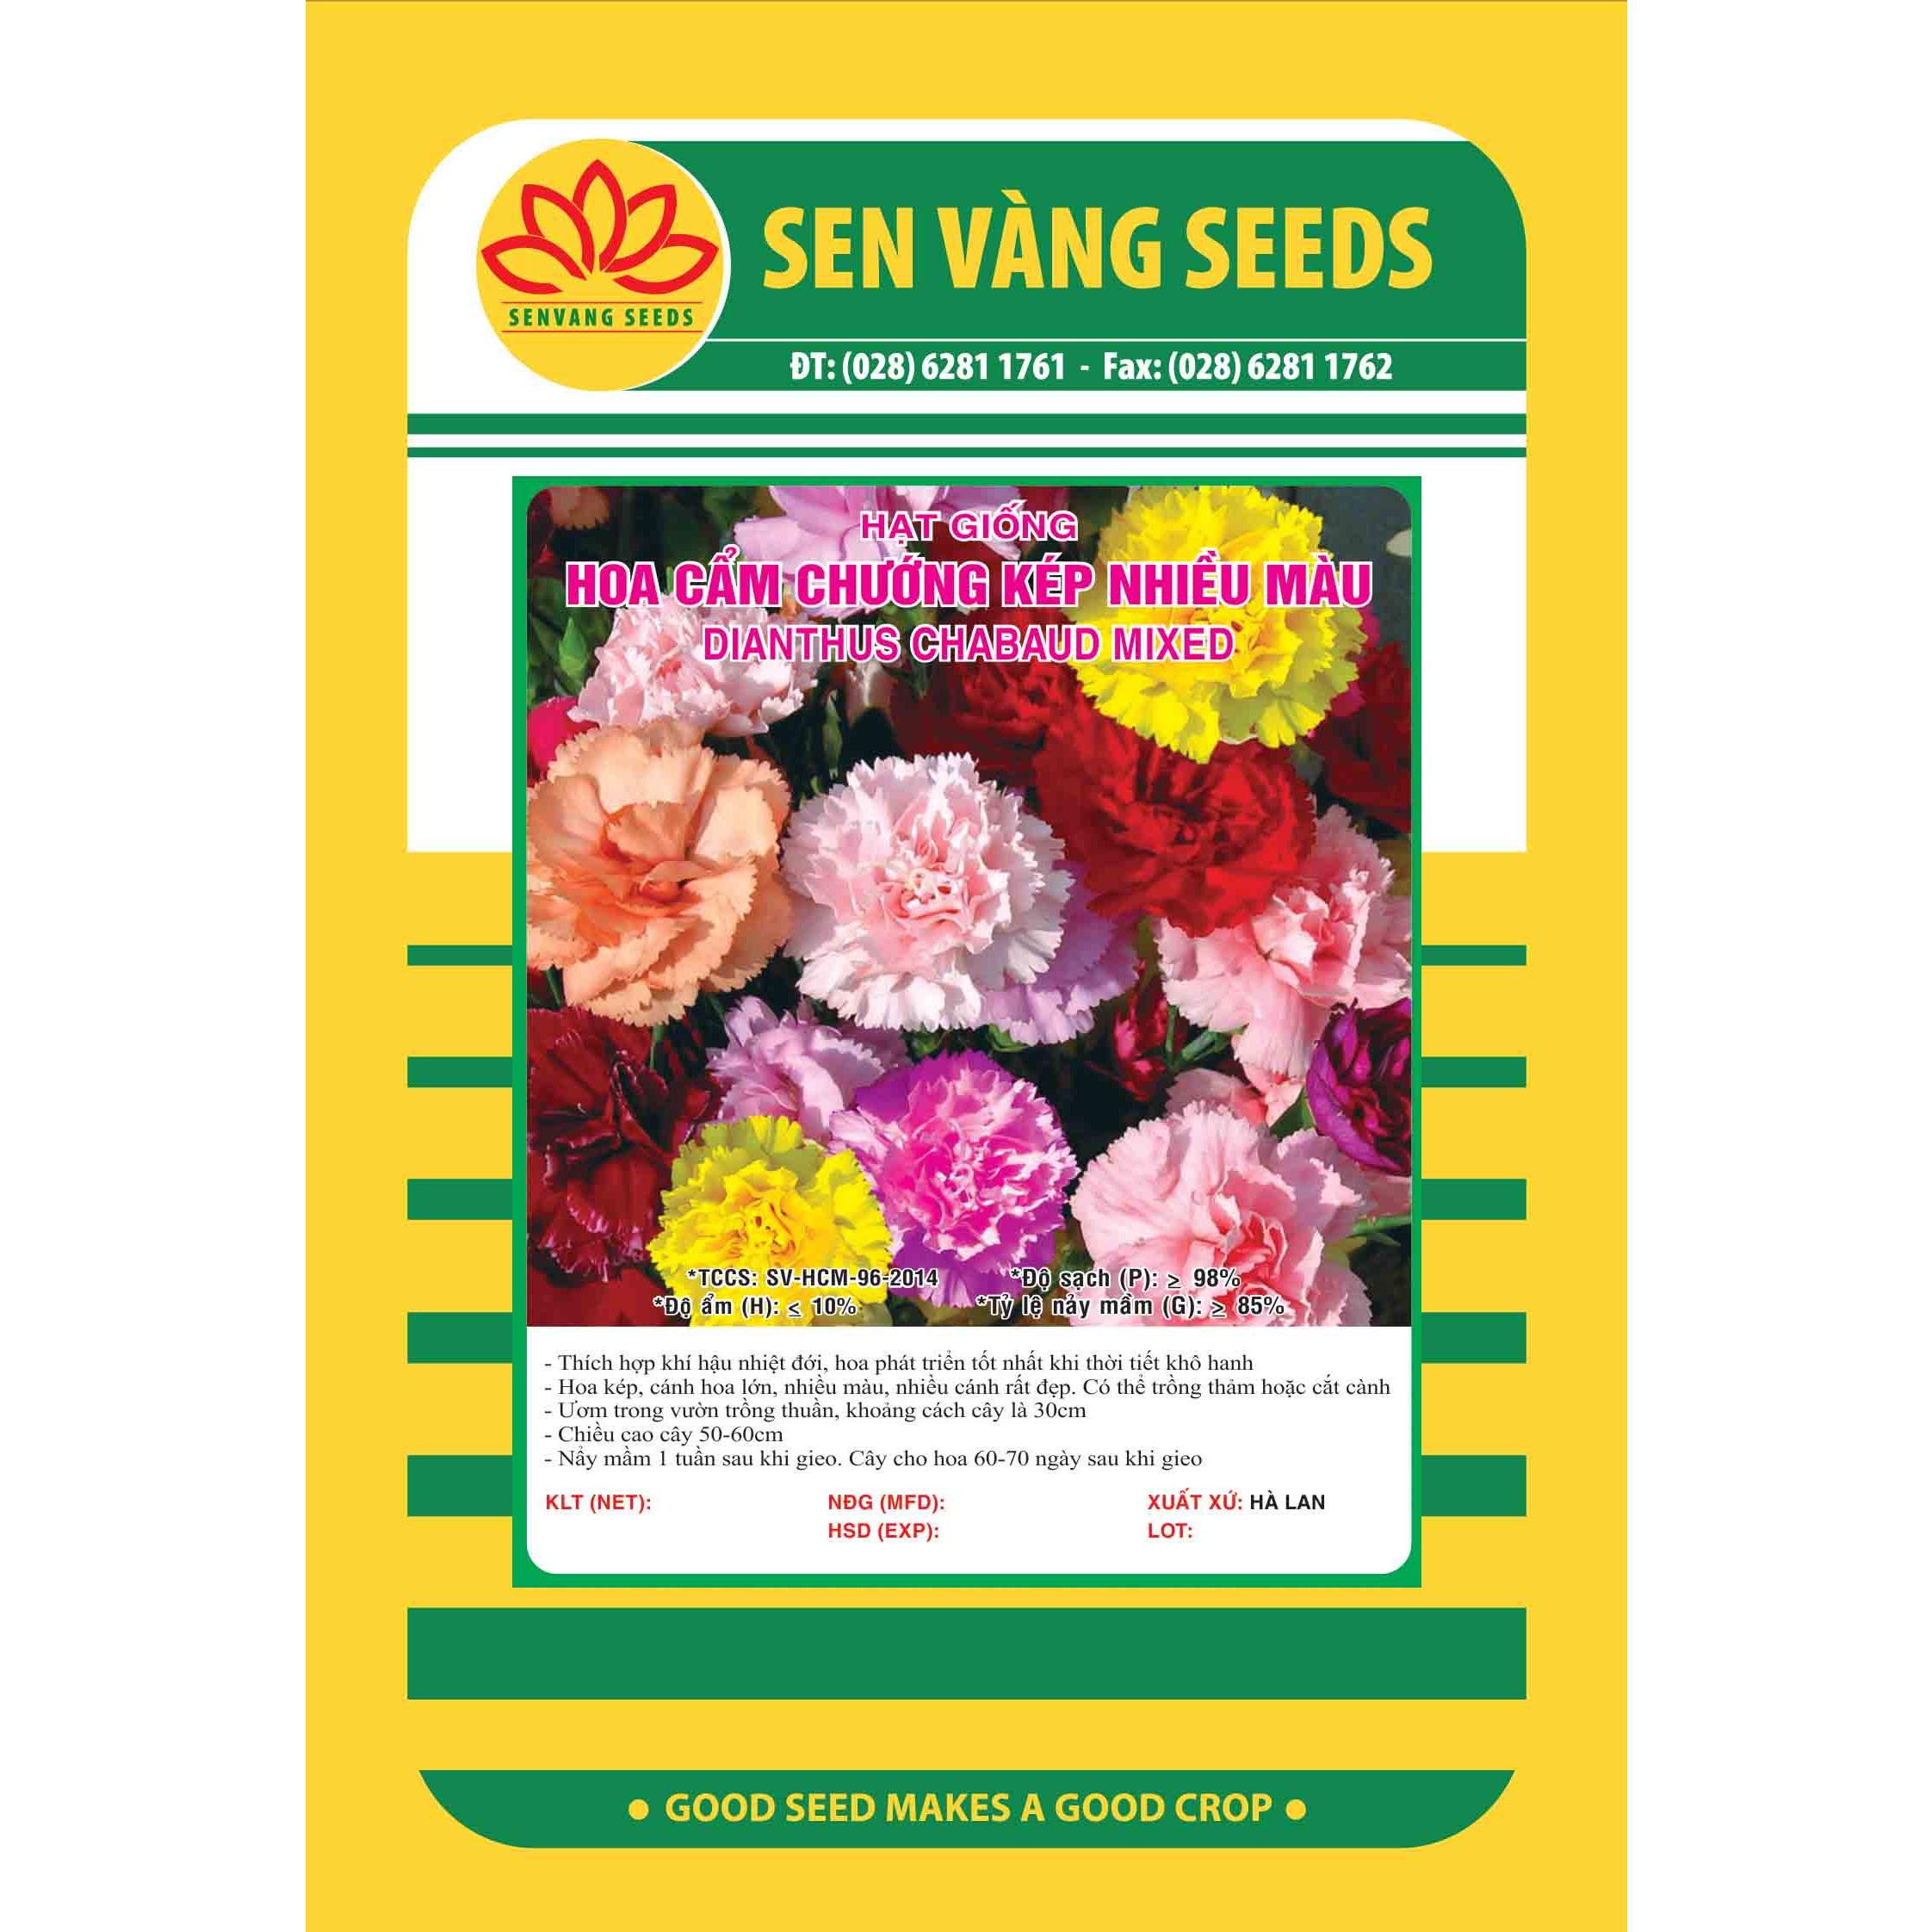 SENVANG SEEDS
SEN VÀNG SEEDS
ĐT: (028) 6281 1761 - Fax: (028) 6281 1762
HẠT GIỐNG
HOA CẨM CHƯỚNG KÉP NHIỀU MÀU
DIANTHUS CHABAUD MIXED
*TCCS: SV-HCM-96-2014 *Độ sạch (P): ≥ 98%
*Độ ẩm (H): ≤ 10% *Tỷ lệ nảy mầm (G): ≥ 85%
- Thích hợp khí hậu nhiệt đới, hoa phát triển tốt nhất khi thời tiết khô hanh
- Hoa kép, cánh hoa lớn, nhiều màu, nhiều cánh rất đẹp. Có thể trồng thảm hoặc cắt cành
- Ươm trong vườn trồng thuần, khoảng cách cây là 30cm
- Chiều cao cây 50-60cm
- Nẩy mầm 1 tuần sau khi gieo. Cây cho hoa 60-70 ngày sau khi gieo
KLT (NET): NĐG (MFD): XUẤT XỨ: HÀ LAN
HSD (EXP): LOT:
• GOOD SEED MAKES A GOOD CROP •